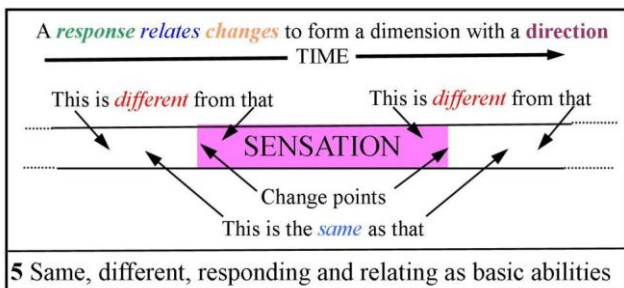 A response relates changes to form a dimension with a direction
TIME
This is different from that This is different from that
SENSATION
Change points
This is the same as that
5 Same, different, responding and relating as basic abilities